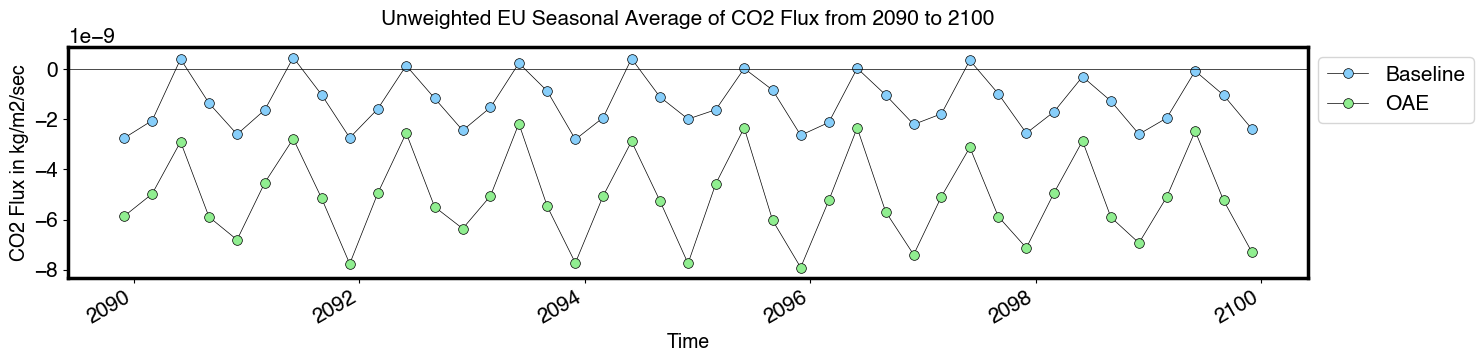 Unweighted EU Seasonal Average of CO2 Flux from 2090 to 2100
1e−9
CO2 Flux in kg/m2/sec
0
−2
−4
−6
−8
2090
2092
2094
2096
2098
2100
Time
Baseline
OAE